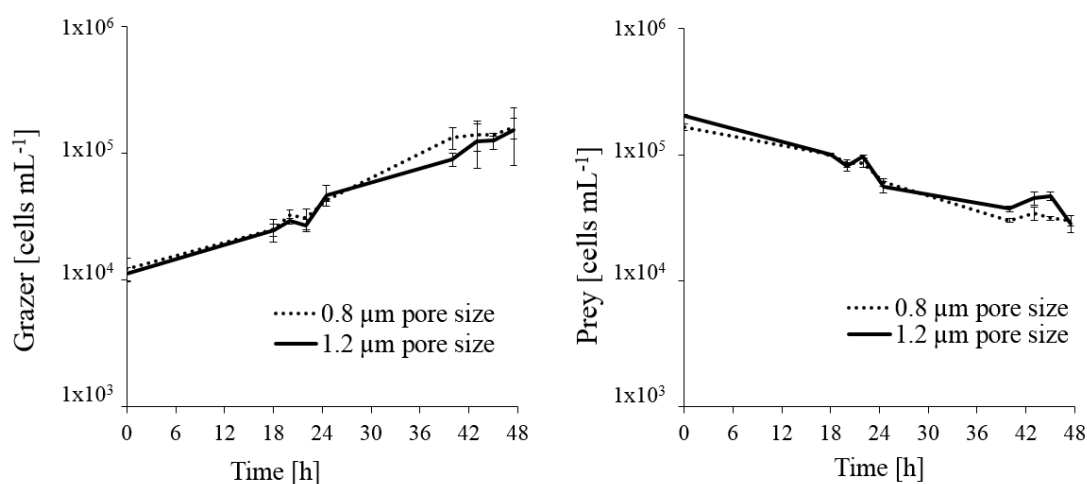 1x10⁶
1x10⁵
1x10⁴
1x10³
Grazer [cells mL⁻¹]
0.8 µm pore size
1.2 µm pore size
0 6 12 18 24 30 36 42 48
Time [h]
1x10⁶
1x10⁵
1x10⁴
1x10³
Prey [cells mL⁻¹]
0.8 µm pore size
1.2 µm pore size
0 6 12 18 24 30 36 42 48
Time [h]